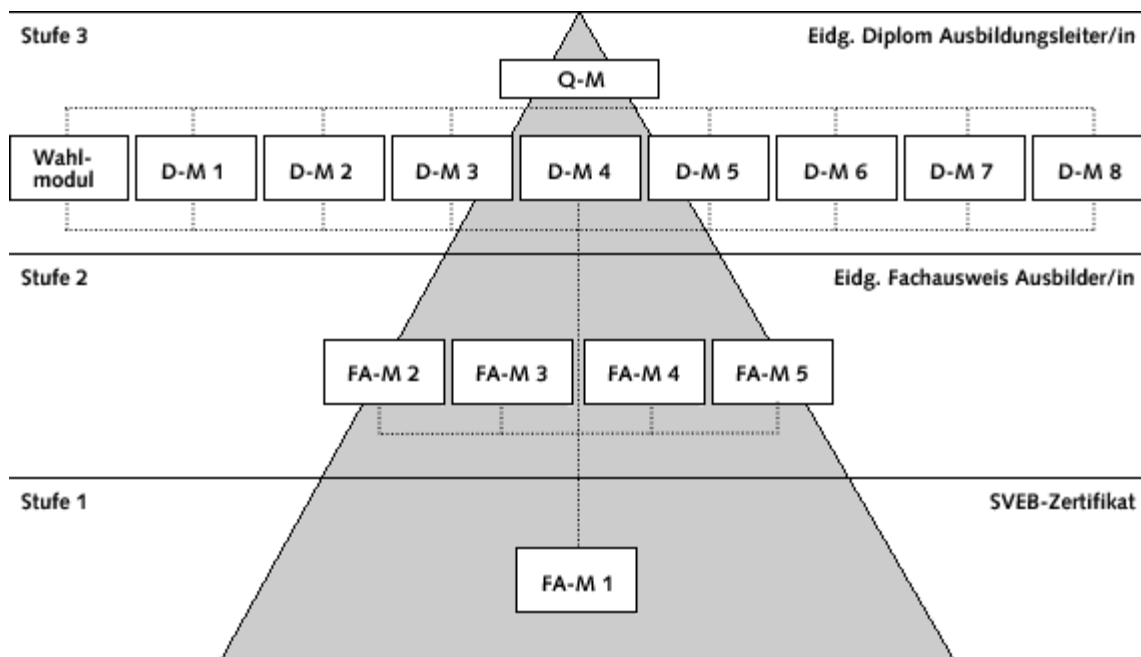 Stufe 3
Eidg. Diplom Ausbildungsleiter/in
Q-M
Wahl-
modul
D-M 1
D-M 2
D-M 3
D-M 4
D-M 5
D-M 6
D-M 7
D-M 8
Stufe 2
Eidg. Fachausweis Ausbilder/in
FA-M 2
FA-M 3
FA-M 4
FA-M 5
Stufe 1
SVEB-Zertifikat
FA-M 1